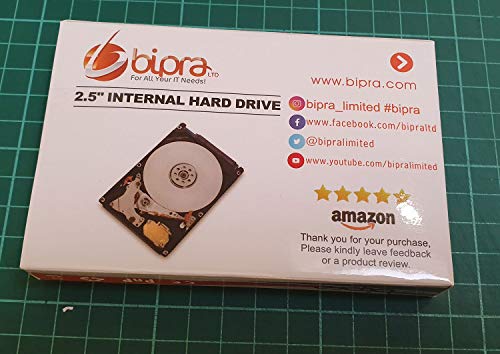 bipra LTD
For All Your IT Needs!
2.5" INTERNAL HARD DRIVE
www.bipra.com
bipra_limited #bipra
www.facebook.com/bipraltd
@bipralimited
www.youtube.com/bipralimited
amazon
Thank you for your purchase,
Please kindly leave feedback
or a product review.